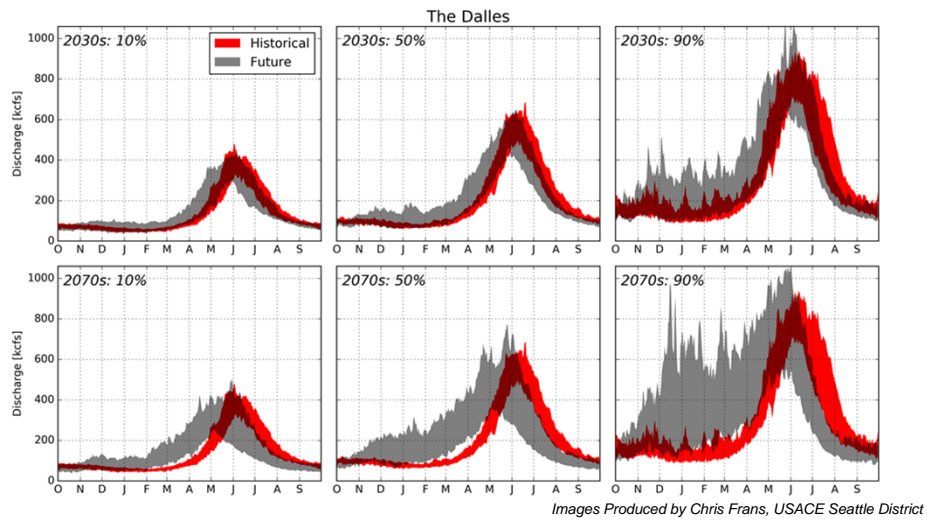 The Dalles
2030s: 10%
Historical
Future
2030s: 50%
2030s: 90%
Discharge [kcfs]
1000
800
600
400
200
0
O N D J F M A M J J A S
O N D J F M A M J J A S
O N D J F M A M J J A S
2070s: 10%
2070s: 50%
2070s: 90%
Discharge [kcfs]
1000
800
600
400
200
0
O N D J F M A M J J A S
O N D J F M A M J J A S
O N D J F M A M J J A S
Images Produced by Chris Frans, USACE Seattle District